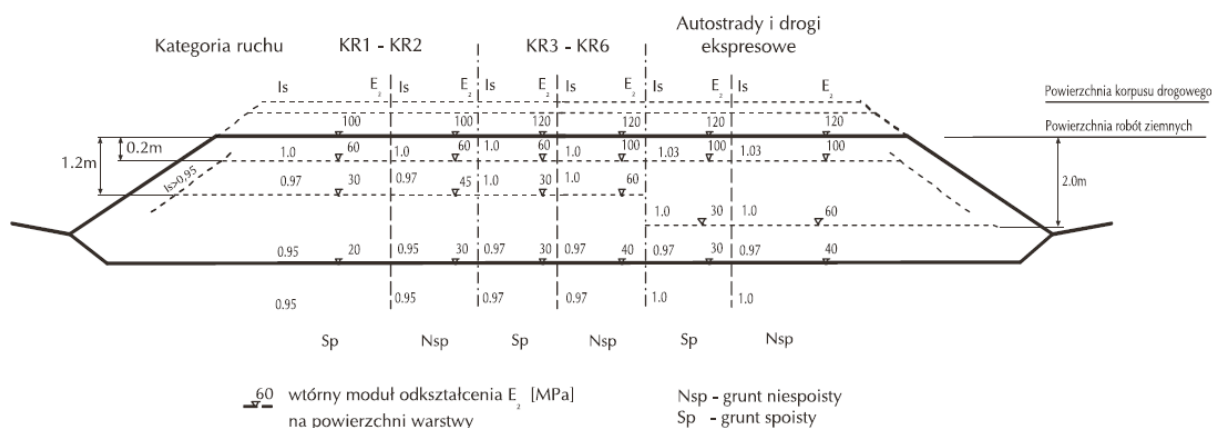 Autostrady i drogi
ekspresowe
Kategoria ruchu KR1 - KR2 KR3 - KR6
Is E₂ Is E₂ Is E₂ Is E₂ Is E₂ Is E₂
Powierzchnia korpusu drogowego
100 100 120 120 120 120
Powierzchnia robót ziemnych
1.2m 0.2m
1.0 60 1.0 60 1.0 60 1.0 100 1.03 100 1.03 100
Is>0,95
0.97 30 0.97 45 1.0 30 1.0 60
2.0m
1.0 30 1.0 60
0.95 20 0.95 30 0.97 30 0.97 40 0.97 30 0.97 40
0.95 0.95 0.97 0.97 1.0 1.0
Sp Nsp Sp Nsp Sp Nsp
60 wtórny moduł odkształcenia E₂ [MPa]
na powierzchni warstwy
Nsp - grunt niespoisty
Sp - grunt spoisty